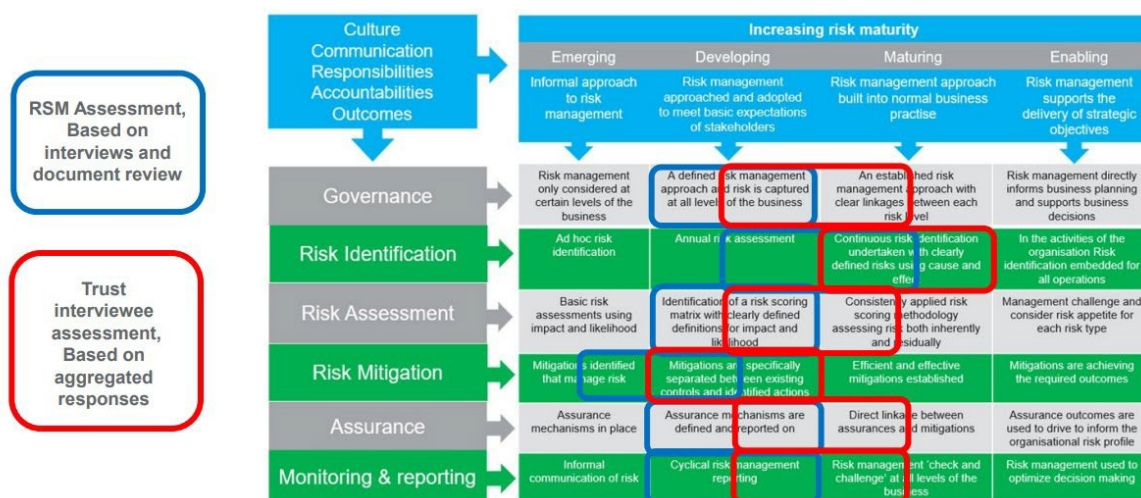 RSM Assessment,
Based on
interviews and
document review
Trust
interviewee
assessment,
Based on
aggregated
responses
Culture
Communication
Responsibilities
Accountabilities
Outcomes
Increasing risk maturity
Emerging
Developing
Maturing
Enabling
Informal approach
to risk
management
Risk management
approached and adopted
to meet basic expectations
of stakeholders
Risk management approach
built into normal business
practise
Risk management
supports the
delivery of strategic
objectives
Governance
Risk management
only considered at
certain levels of the
business
A defined risk management
approach and risk is captured
at all levels of the business
An established risk
management approach with
clear linkages between each
risk level
Risk management directly
informs business planning
and supports business
decisions
Risk Identification
Ad hoc risk
identification
Annual risk assessment
Continuous risk identification
undertaken with clearly
defined risks using cause and
effect
In the activities of the
organisation Risk
identification embedded for
all operations
Risk Assessment
Basic risk
assessments using
impact and likelihood
Identification of a risk scoring
matrix with clearly defined
definitions for impact and
likelihood
Consistently applied risk
scoring methodology
assessing risk both inherently
and residually
Management challenge and
consider risk appetite for
each risk type
Risk Mitigation
Mitigations identified
that manage risk
Mitigations are specifically
separated between existing
controls and identified actions
Efficient and effective
mitigations established
Mitigations are achieving
the required outcomes
Assurance
Assurance
mechanisms in place
Assurance mechanisms are
defined and reported on
Direct linkage between
assurances and mitigations
Assurance outcomes are
used to drive to inform the
organisational risk profile
Monitoring & reporting
Informal
communication of risk
Cyclical risk management
reporting
Risk management 'check and
challenge' at all levels of the
business
Risk management used to
optimize decision making